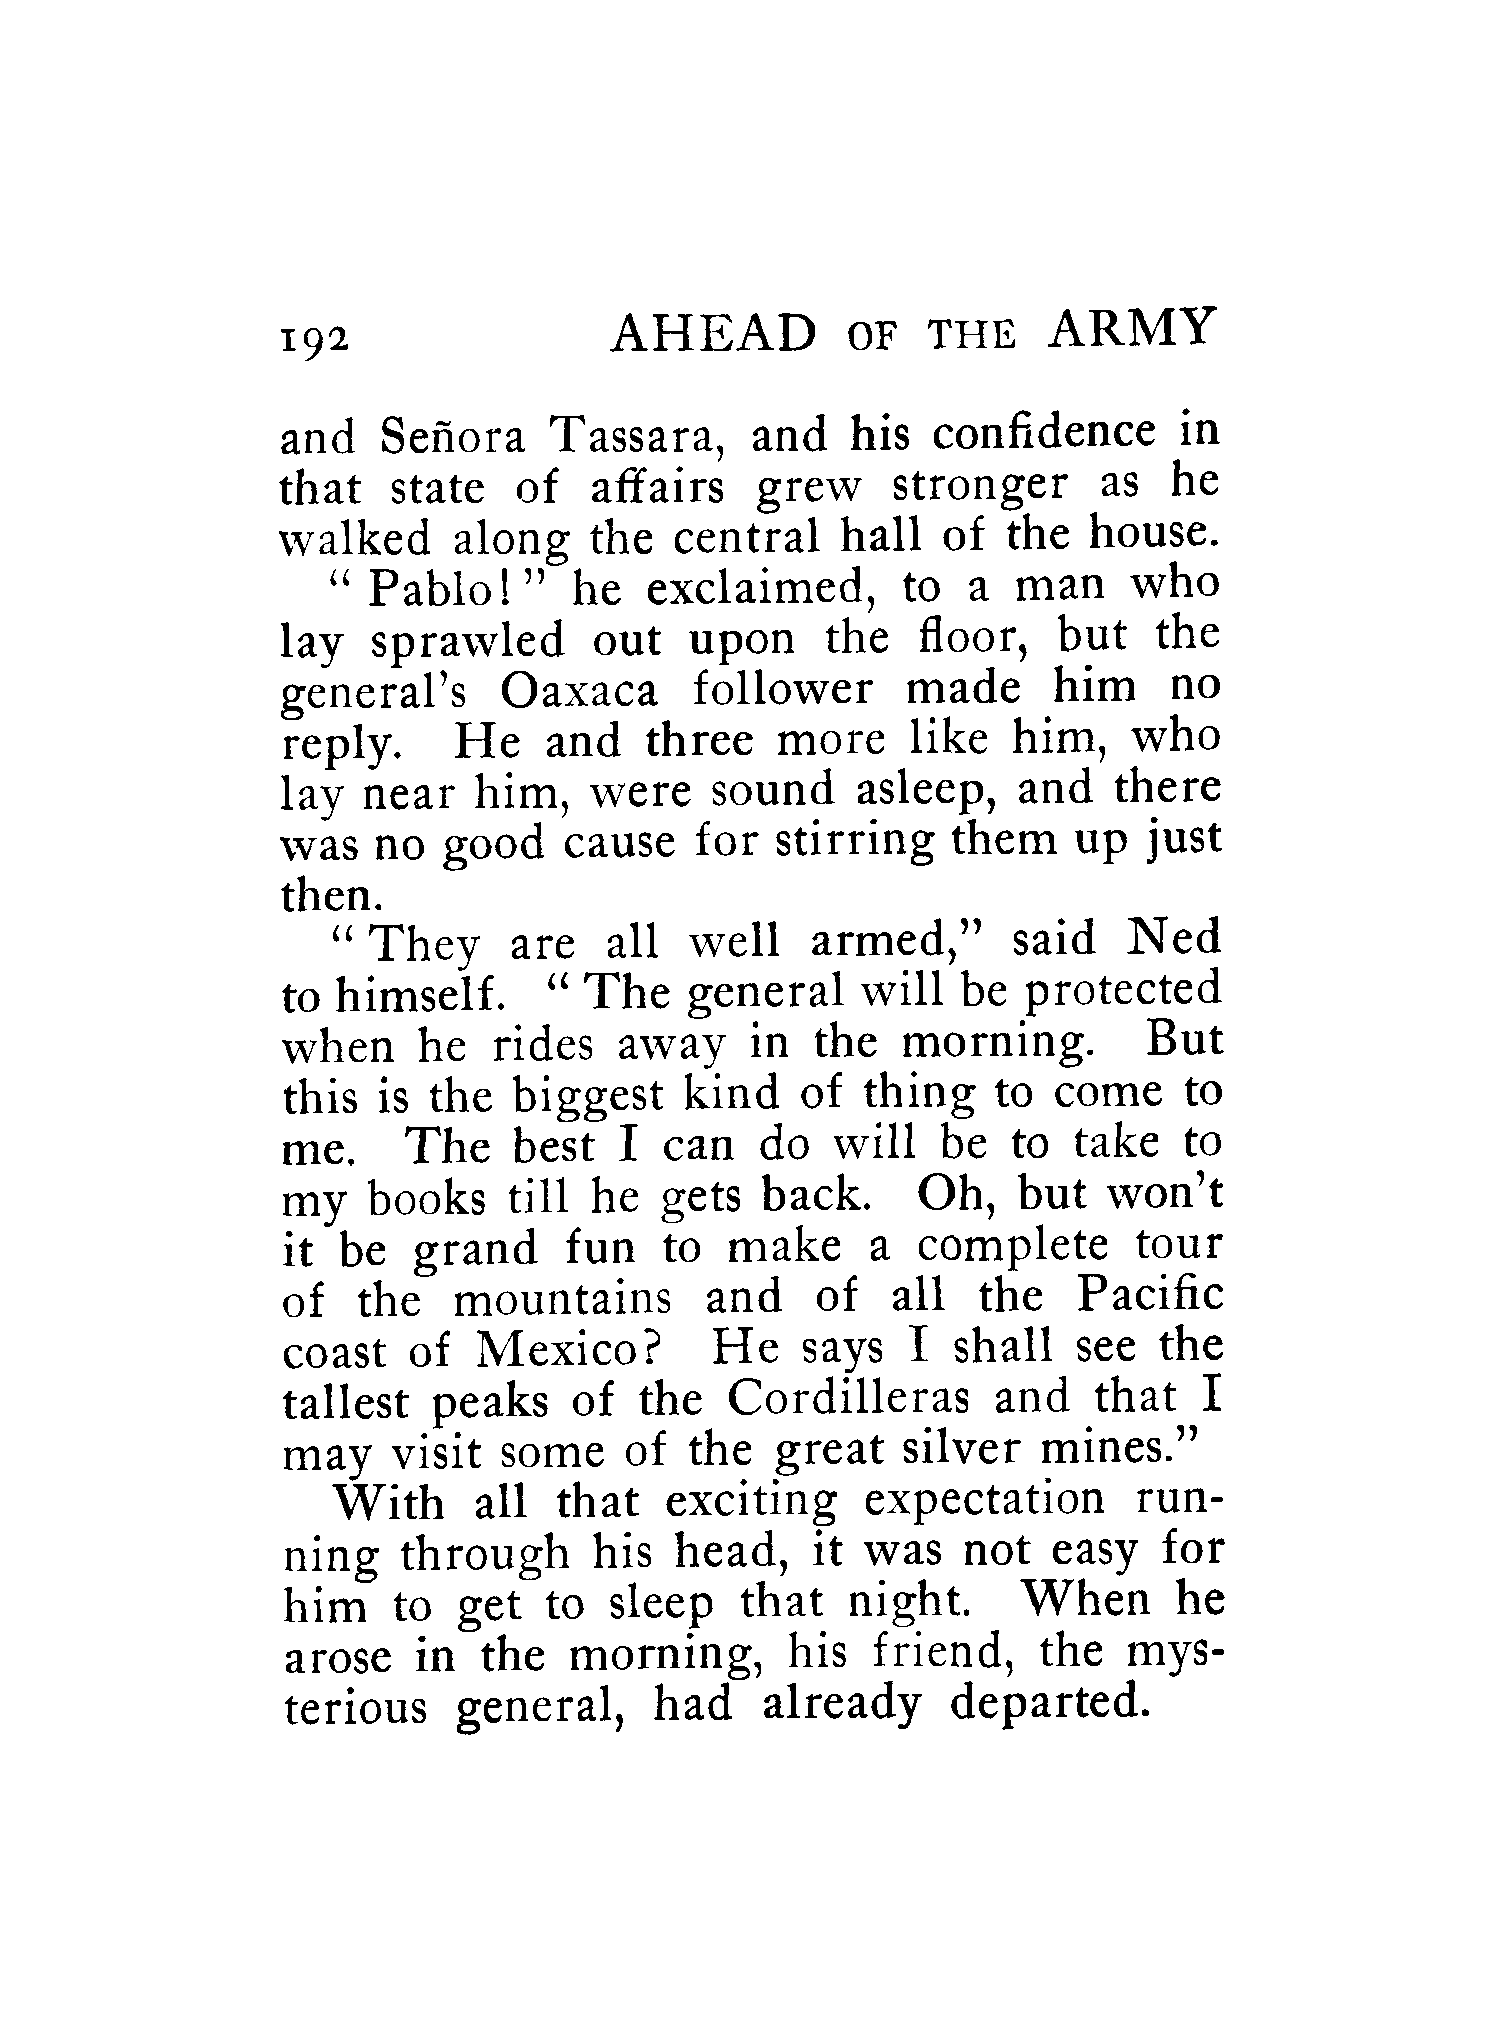 192 AHEAD OF THE ARMY
and Señora Tassara, and his confidence in
that state of affairs grew stronger as he
walked along the central hall of the house.
“ Pablo! ” he exclaimed, to a man who
lay sprawled out upon the floor, but the
general’s Oaxaca follower made him no
reply. He and three more like him, who
lay near him, were sound asleep, and there
was no good cause for stirring them up just
then.
“ They are all well armed,” said Ned
to himself. “ The general will be protected
when he rides away in the morning. But
this is the biggest kind of thing to come to
me. The best I can do will be to take to
my books till he gets back. Oh, but won’t
it be grand fun to make a complete tour
of the mountains and of all the Pacific
coast of Mexico? He says I shall see the
tallest peaks of the Cordilleras and that I
may visit some of the great silver mines.”
With all that exciting expectation run-
ning through his head, it was not easy for
him to get to sleep that night. When he
arose in the morning, his friend, the mys-
terious general, had already departed.